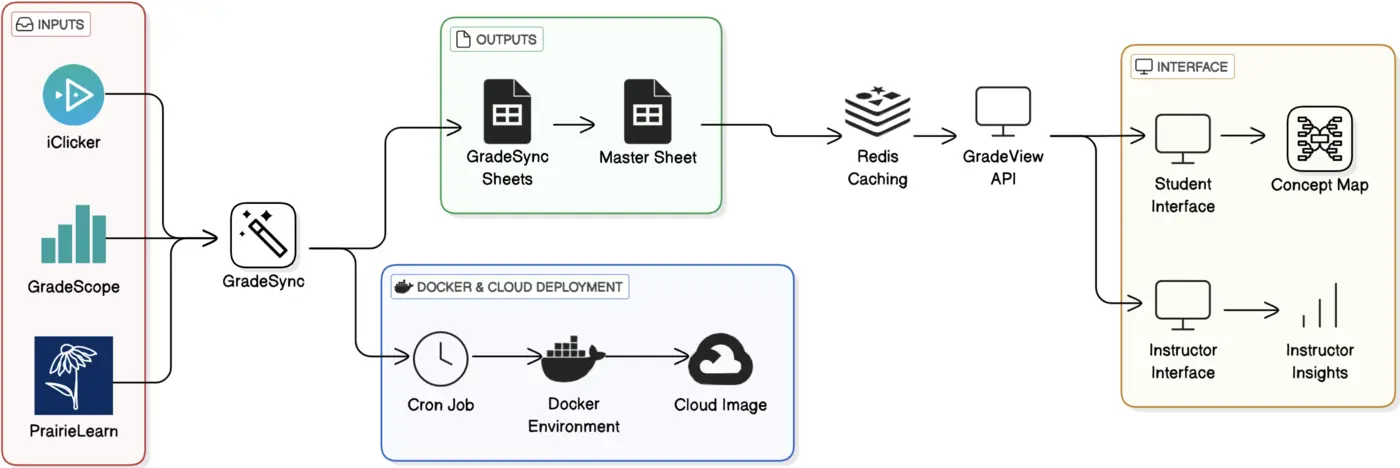 INPUTS
iClicker
GradeScope
PrairieLearn
GradeSync
OUTPUTS
GradeSync
Sheets
Master Sheet
DOCKER & CLOUD DEPLOYMENT
Cron Job
Docker
Environment
Cloud Image
Redis
Caching
GradeView
API
INTERFACE
Student
Interface
Concept Map
Instructor
Interface
Instructor
Insights